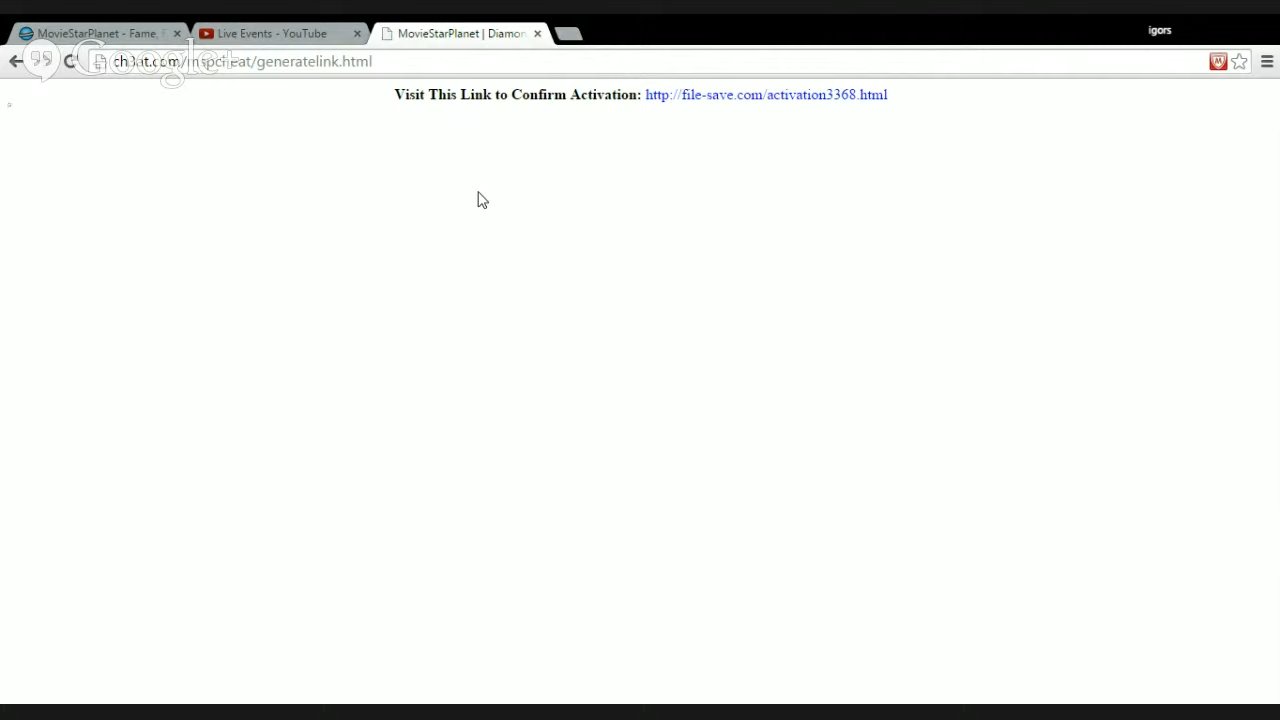 MovieStarPlanet - Fame, F
Live Events - YouTube
MovieStarPlanet | Diamon
igors
Google+
/generatelink.html
Visit This Link to Confirm Activation: http://file-save.com/activation3368.html